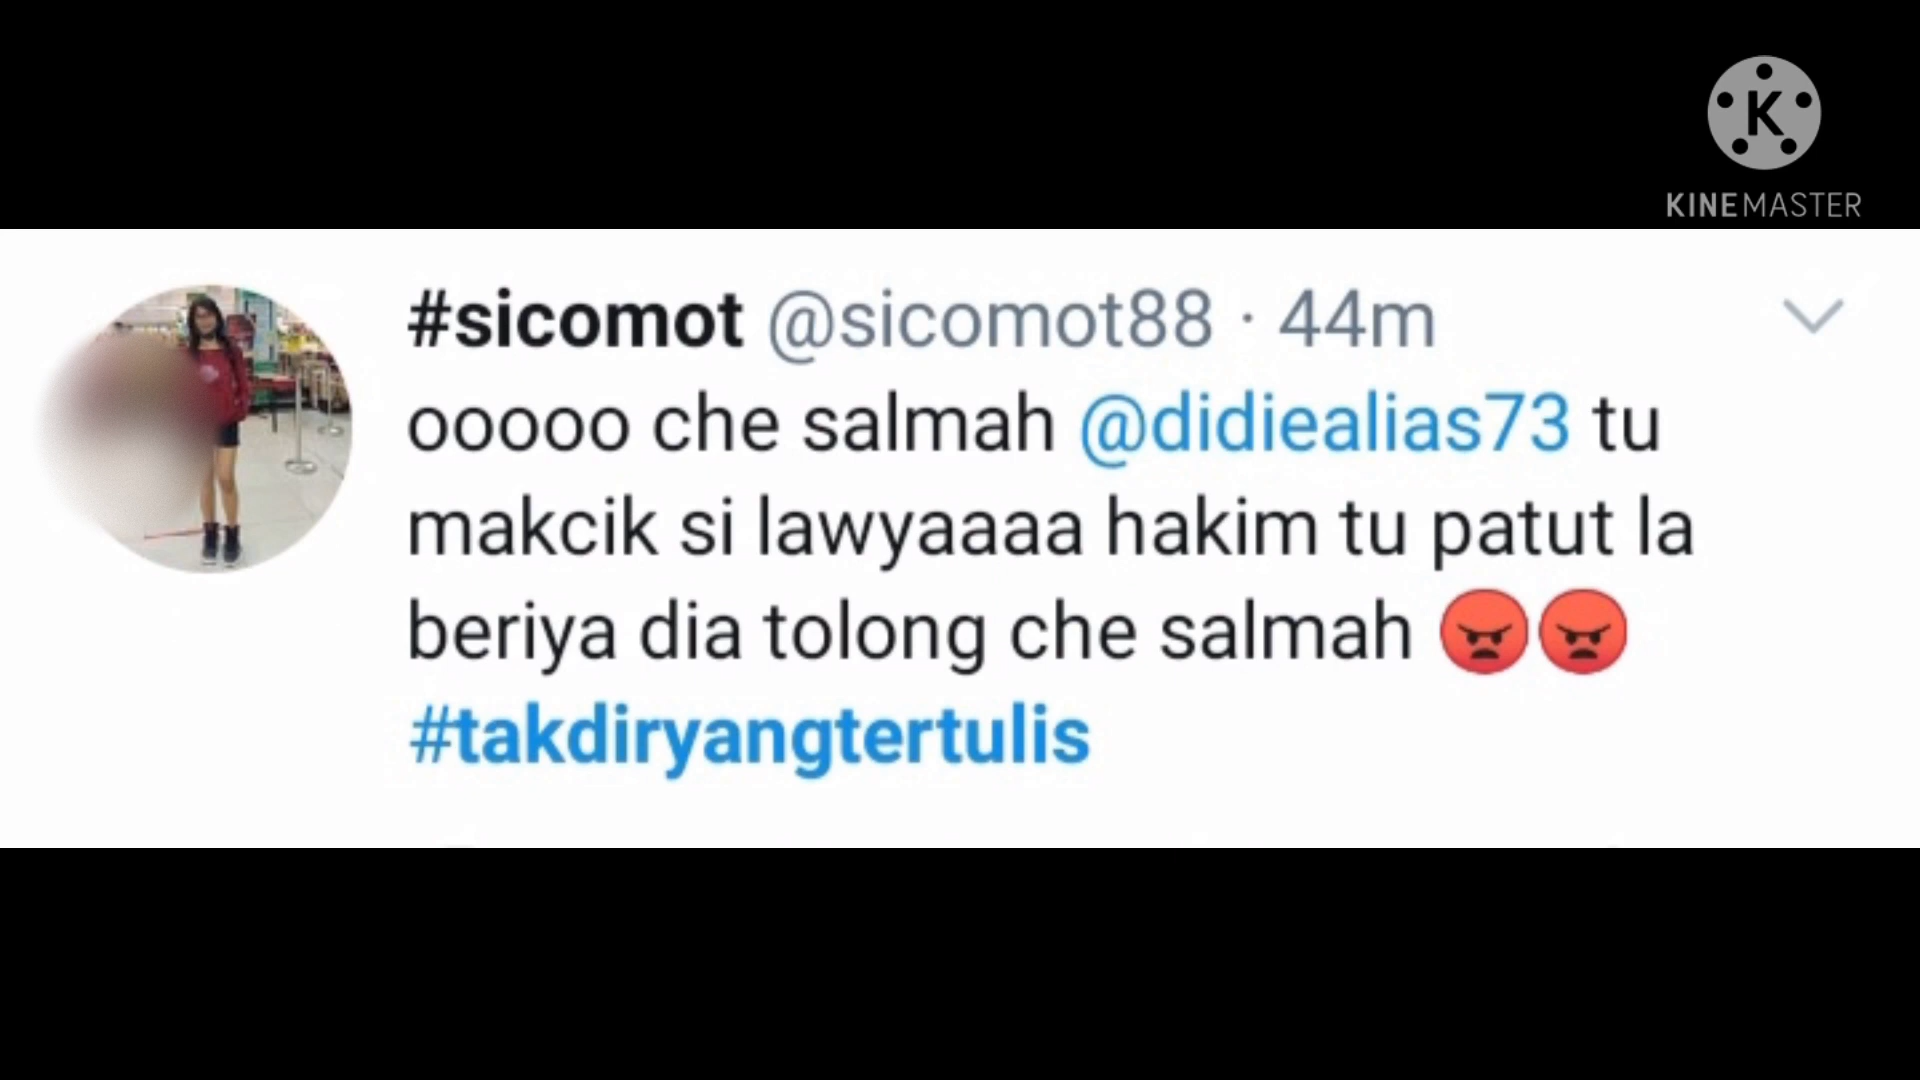 K
KINEMASTER
#sicomot @sicomot88 · 44m
ooooo che salmah @didiealias73 tu
makcik si lawyaaaa hakim tu patut la
beriya dia tolong che salmah 😡😡
#takdiryangtertulis